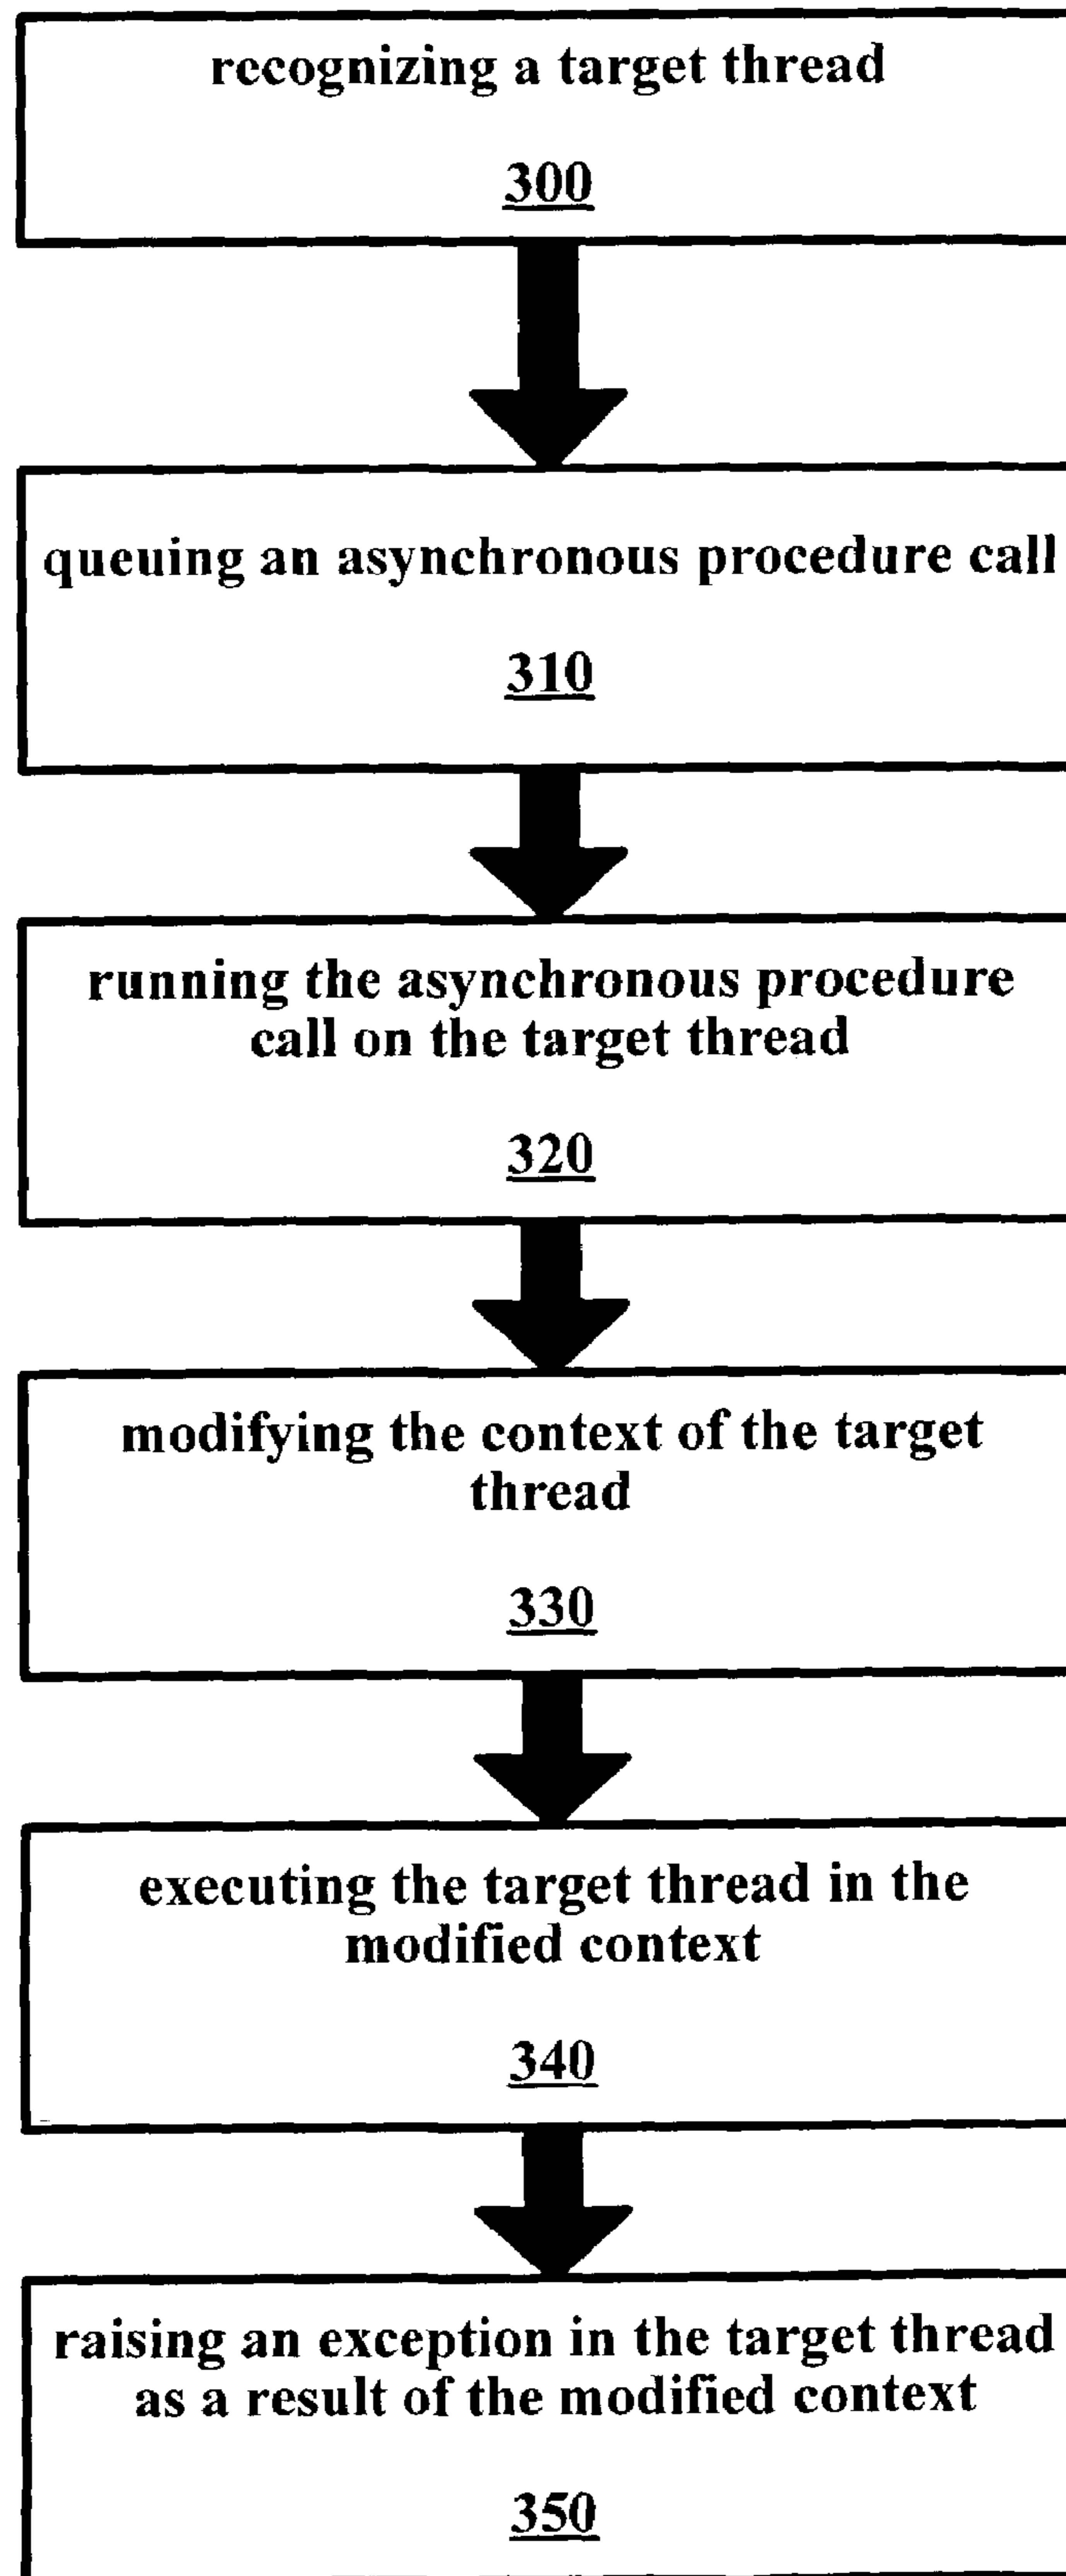 recognizing a target thread
300
queuing an asynchronous procedure call
310
running the asynchronous procedure
call on the target thread
320
modifying the context of the target
thread
330
executing the target thread in the
modified context
340
raising an exception in the target thread
as a result of the modified context
350